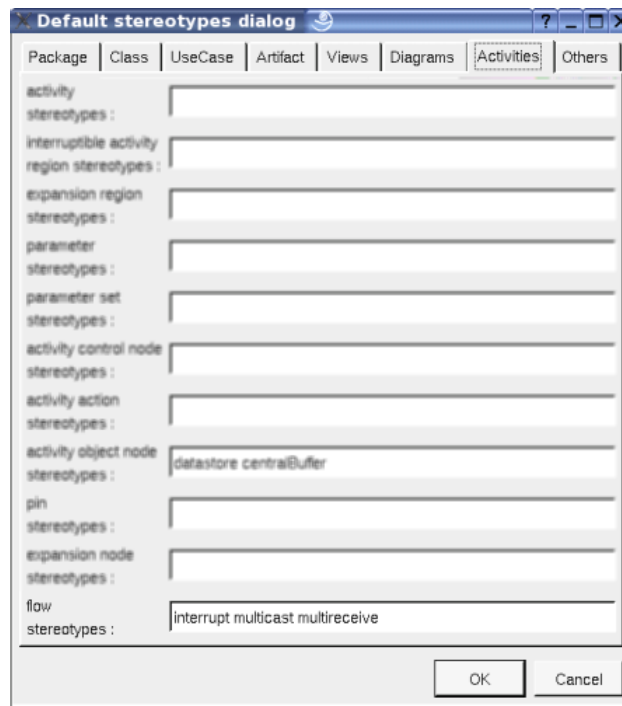 Default stereotypes dialog
Package Class UseCase Artifact Views Diagrams Activities Others
activity
stereotypes :
interruptible activity
region stereotypes :
expansion region
stereotypes :
parameter
stereotypes :
parameter set
stereotypes :
activity control node
stereotypes :
activity action
stereotypes :
activity object node
stereotypes :
datastore centralBuffer
pin
stereotypes :
expansion node
stereotypes :
flow
stereotypes :
interrupt multicast multireceive
OK Cancel